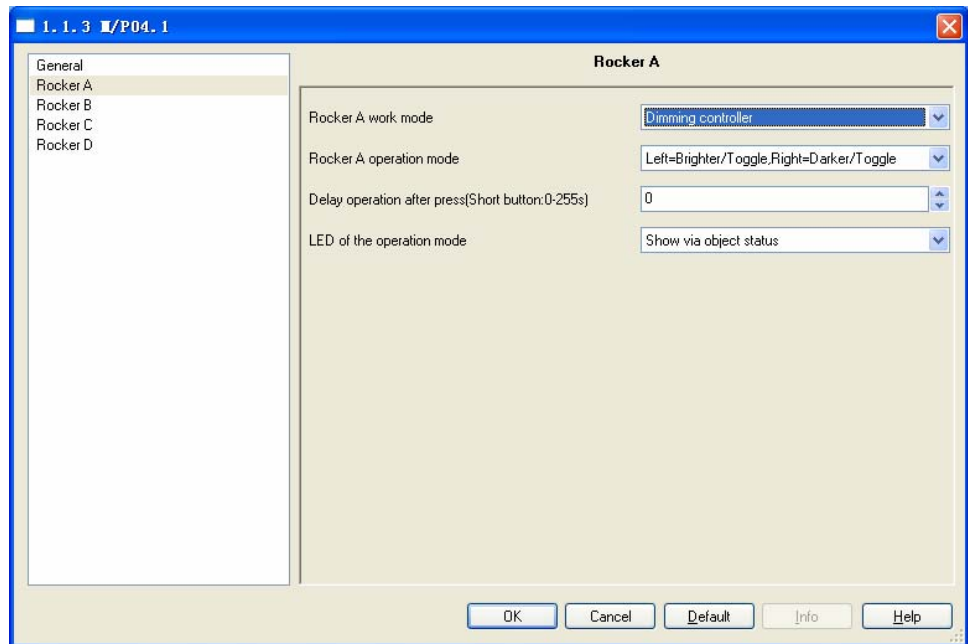 1.1.3 M/P04.1
General
Rocker A
Rocker B
Rocker C
Rocker D
Rocker A
Rocker A work mode
Dimming controller
Rocker A operation mode
Left=Brighter/Toggle,Right=Darker/Toggle
Delay operation after press(Short button:0-255s)
0
LED of the operation mode
Show via object status
OK
Cancel
Default
Info
Help